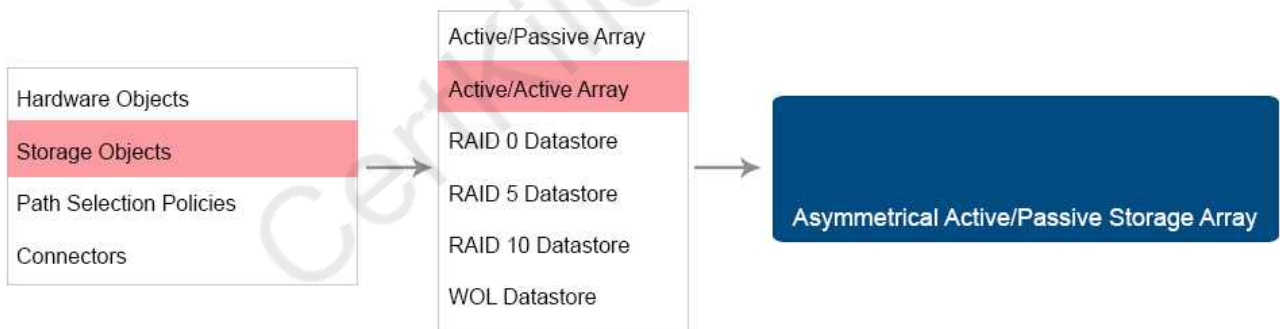 Hardware Objects
Storage Objects
Path Selection Policies
Connectors
Active/Passive Array
Active/Active Array
RAID 0 Datastore
RAID 5 Datastore
RAID 10 Datastore
WOL Datastore
Asymmetrical Active/Passive Storage Array